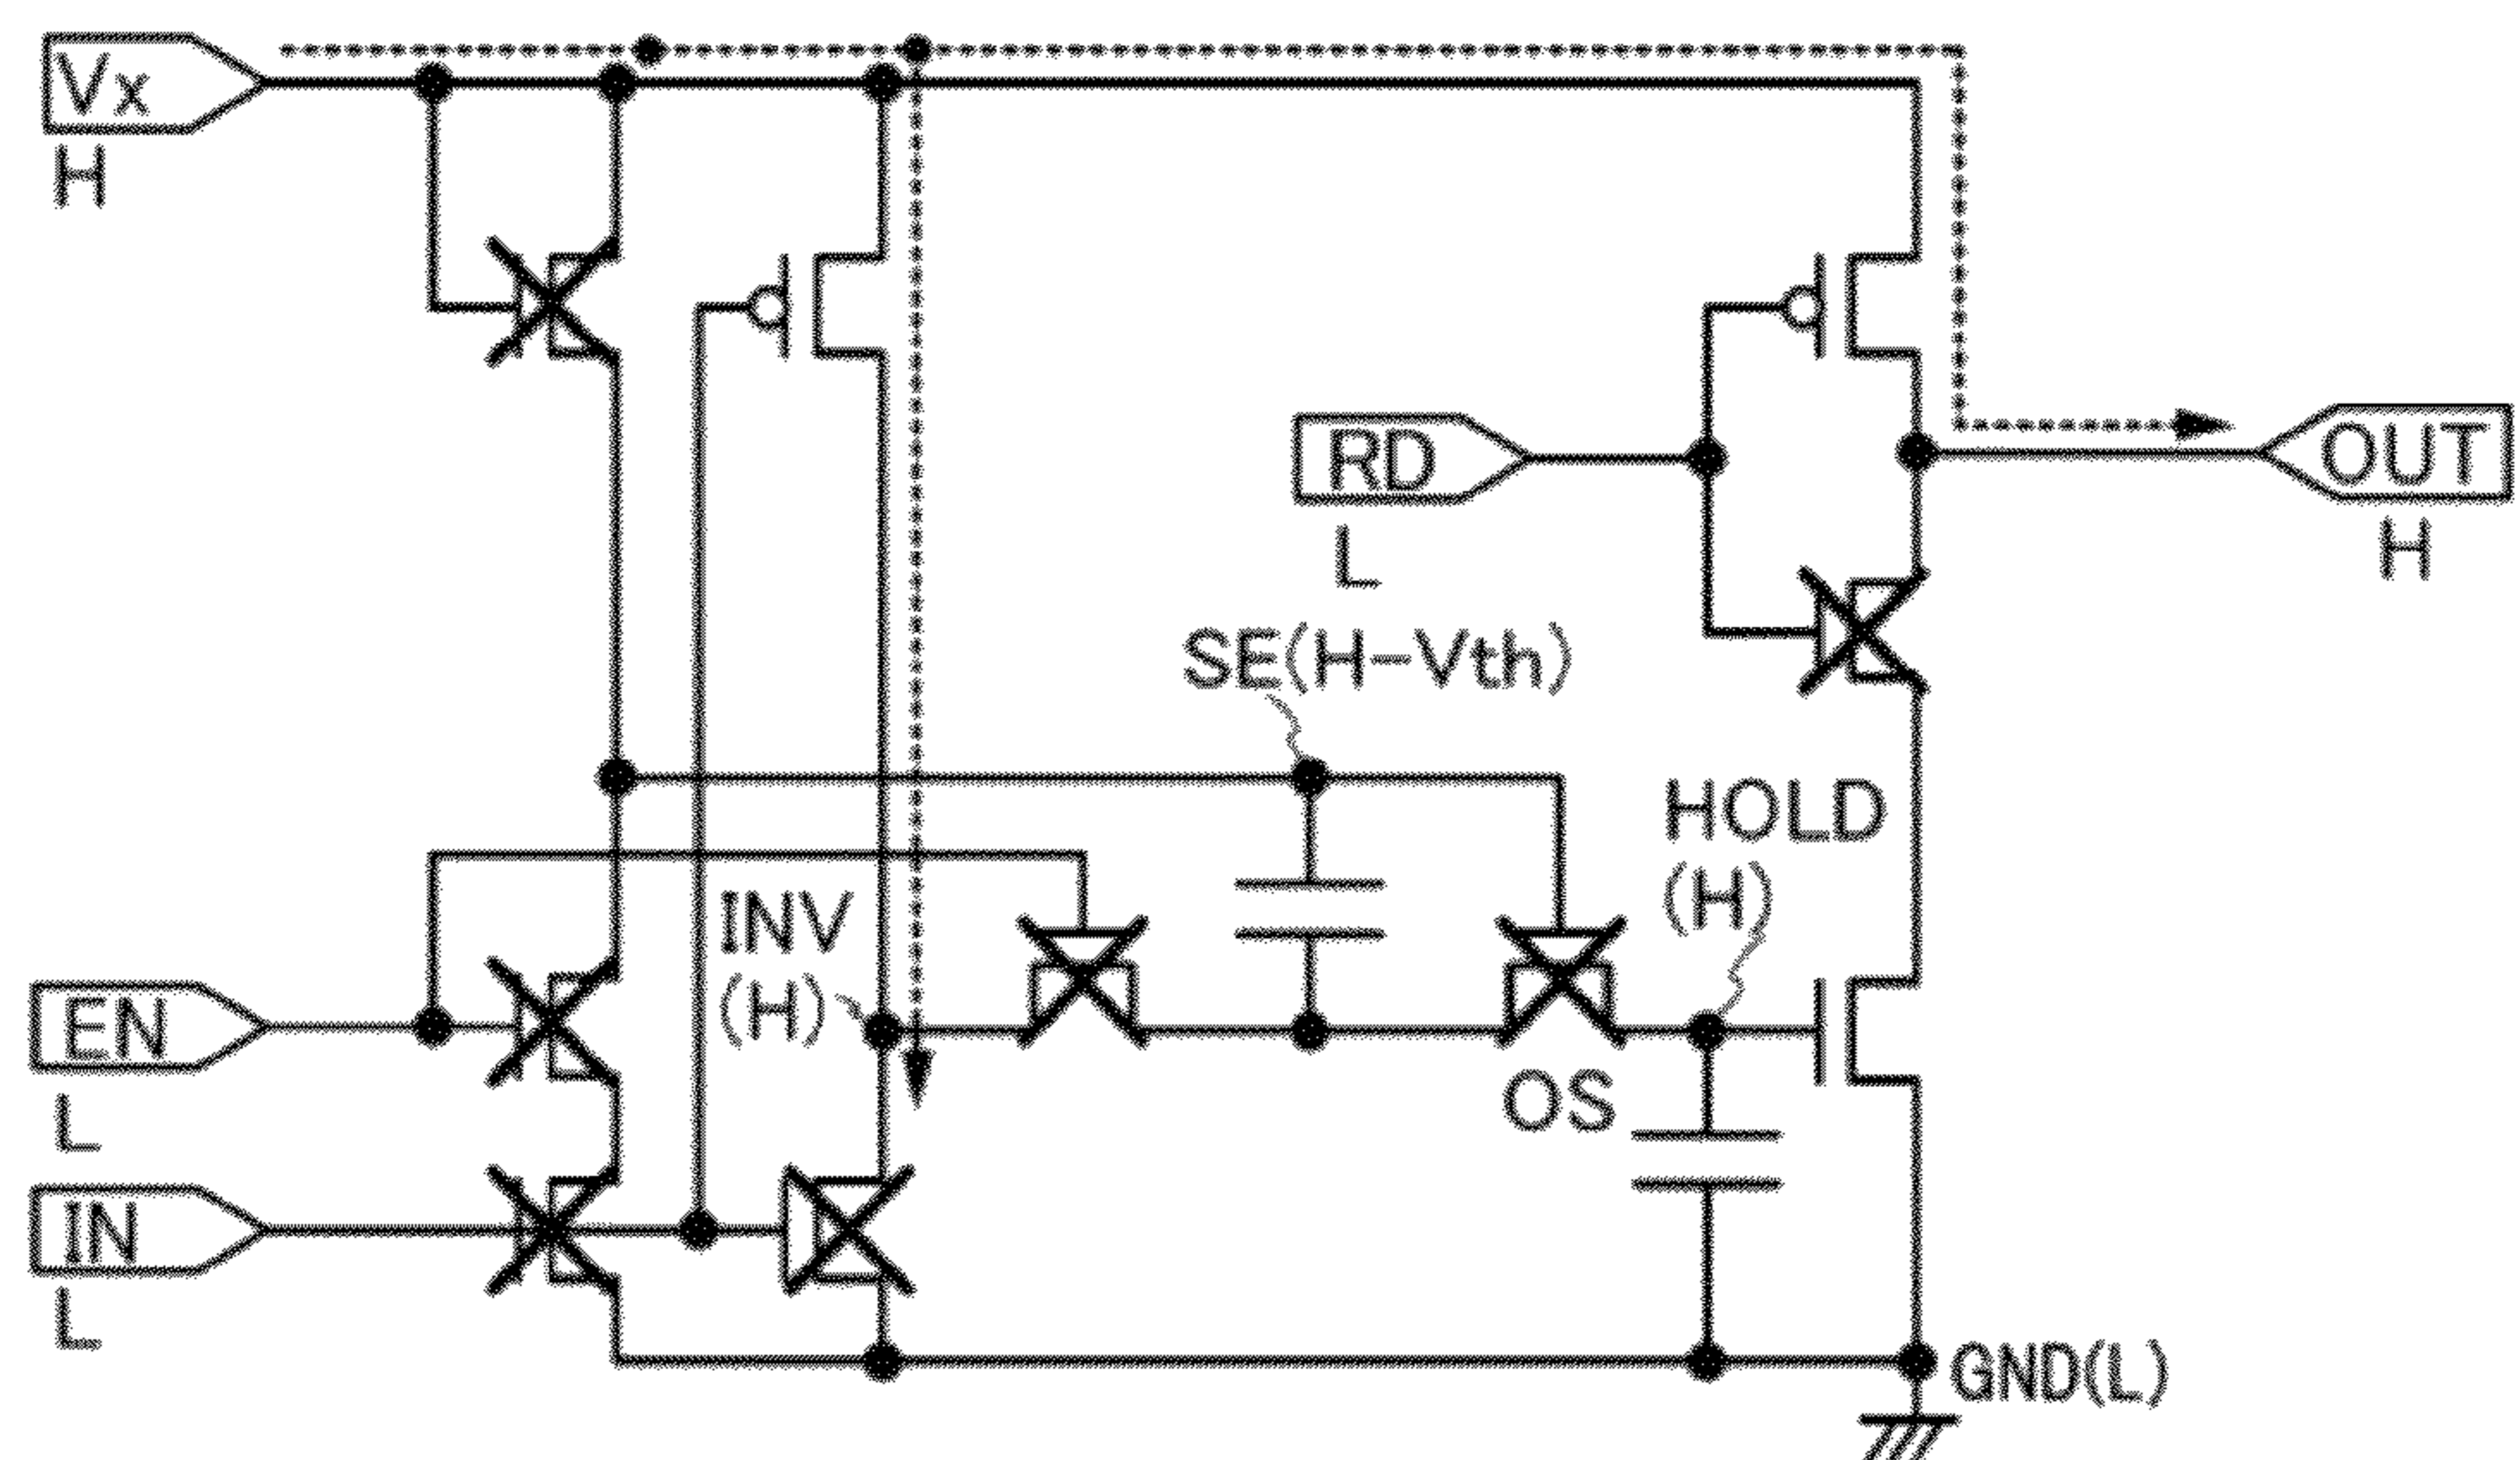 Vx
H
RD
L
OUT
H
SE(H-Vth)
HOLD
(H)
INV
(H)
EN
L
OS
IN
L
GND(L)